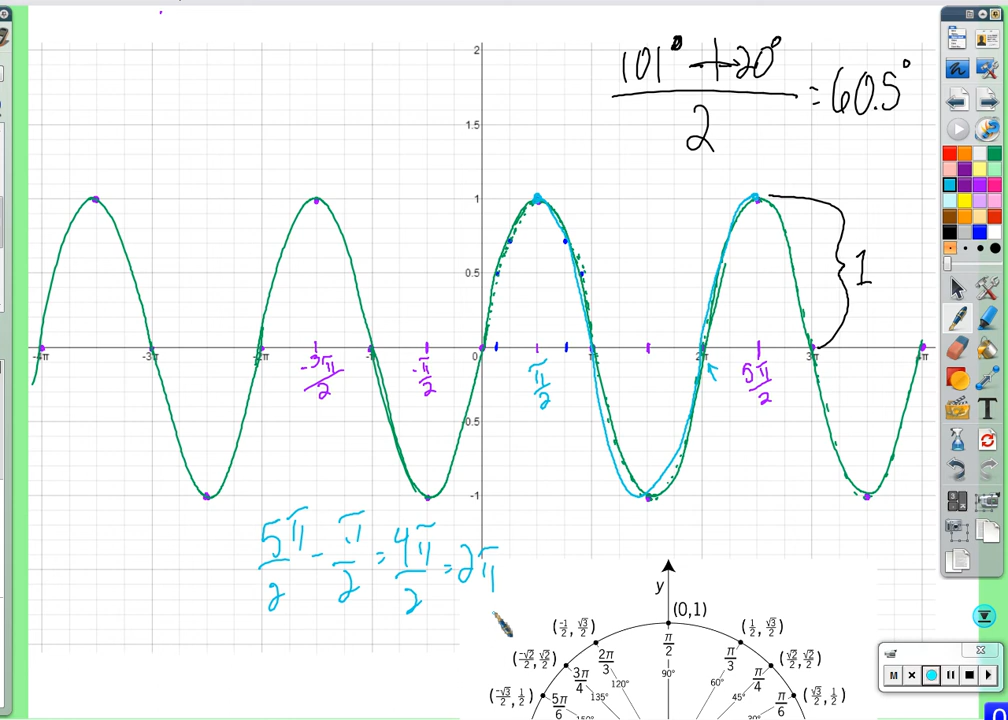 2
101° + 20° / 2 = 60.5°
1.5
1
0.5
1
-4π -3π -2π -π 0 π 2π 3π 4π
-3π/2 -π/2 π/2 5π/2
-0.5
-1
5π/2 - π/2 = 4π/2 = 2π
y
(0,1)
(-1/2, √3/2) π/2 (1/2, √3/2)
2π/3 π/3
(-√2/2, √2/2) 90° (√2/2, √2/2)
3π/4 120° 60° π/4
(-√3/2, 1/2) 135° 45° (√3/2, 1/2)
5π/6 π/6
150° 30°
T
M